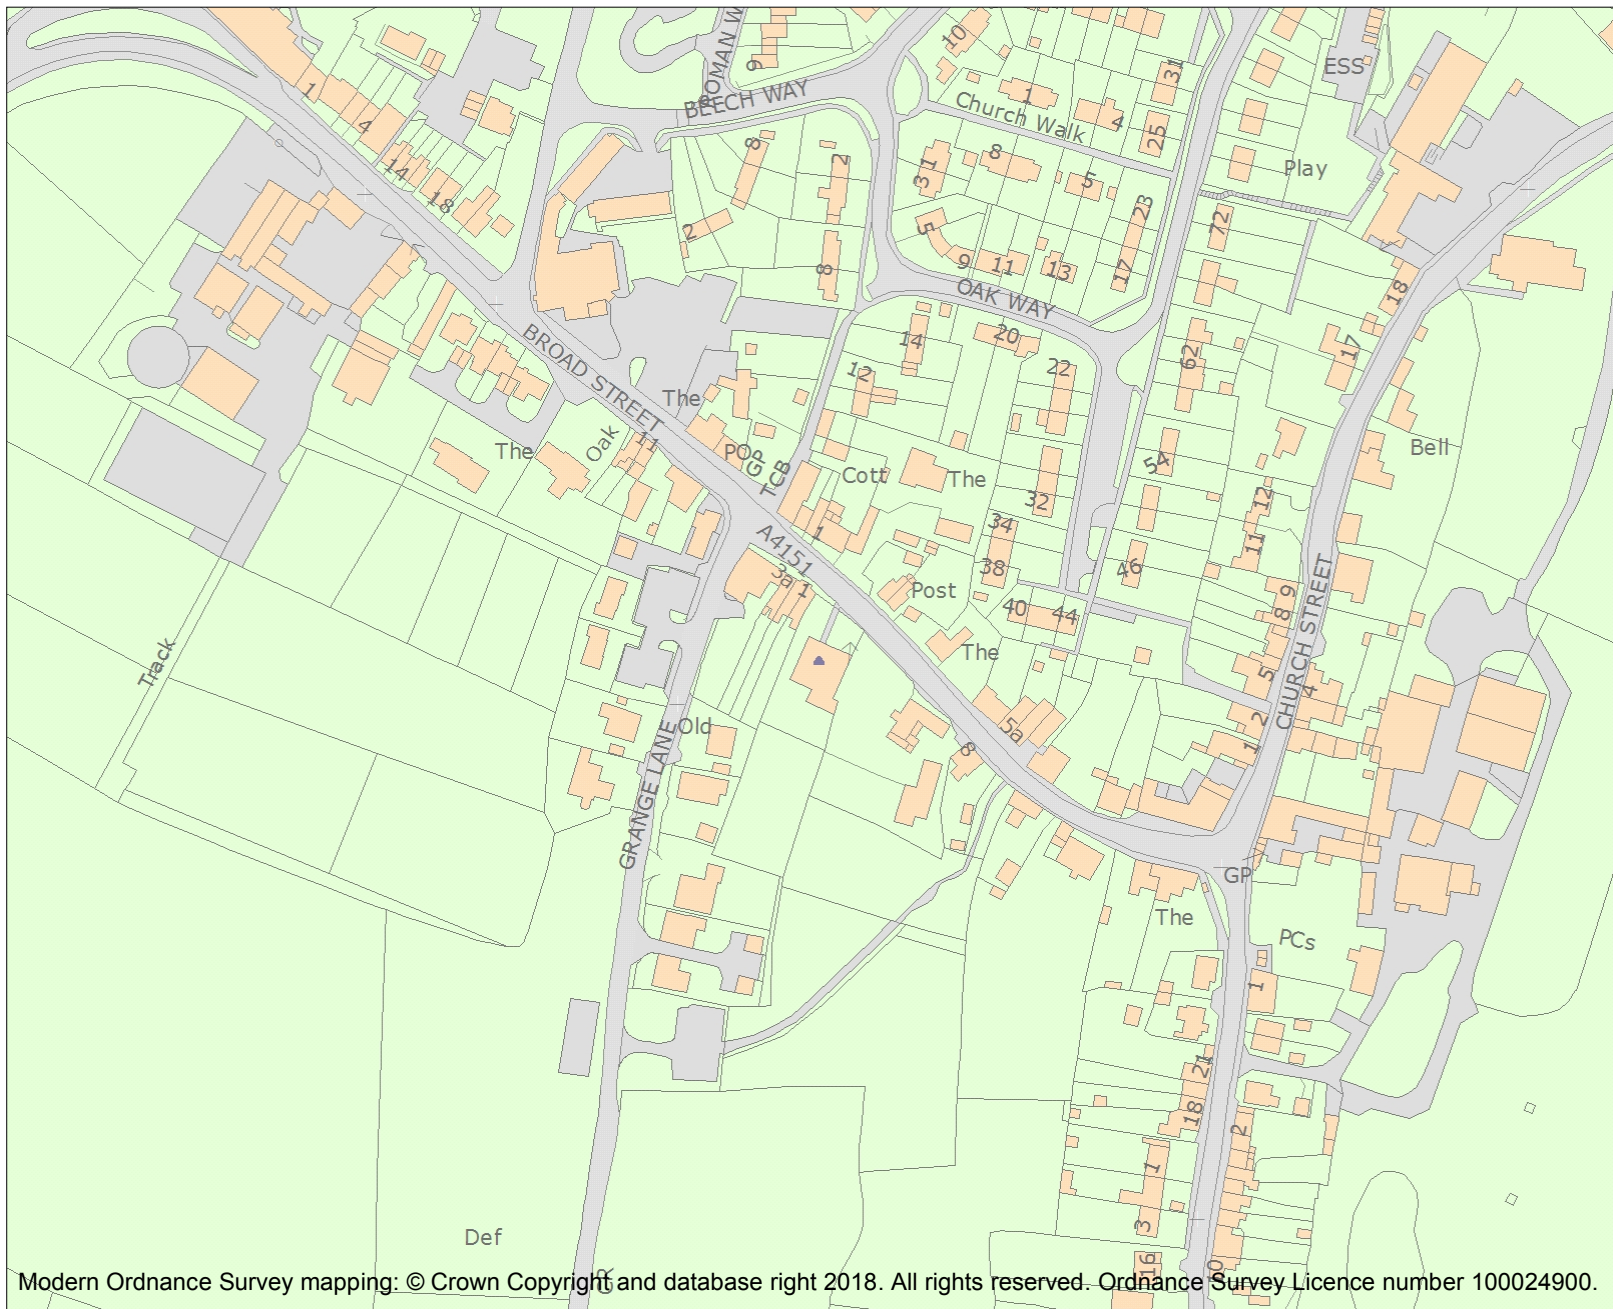 10
ROMAN W
9
ESS
31
1
BEECH WAY
1
Church Walk
4
4
25
8
2
14
31
8
Play
5
18
23
72
2
5
8
9
11
13
17
18
OAK WAY
BROAD STREET
14
20
17
62
12
22
The
Oak
11
The
PO
GP
TCB
Cott
The
54
Bell
32
12
34
A4151
1
11
38
46
3a
1
Post
40
44
9
8
CHURCH STREET
Track
The
5
4
Old
5a
2
8
1
GRANGE LANE
GP
The
PCs
1
21
18
2
1
3
Def
16
10
GR
Modern Ordnance Survey mapping: © Crown Copyright and database right 2018. All rights reserved. Ordnance Survey Licence number 100024900.